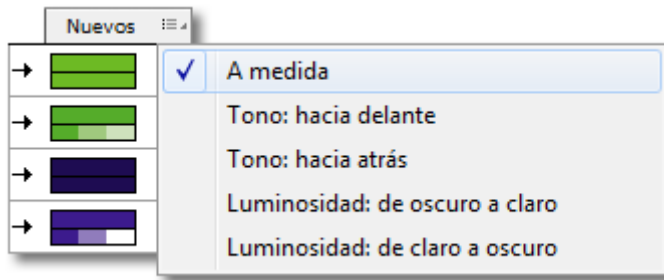 Nuevos
A medida
Tono: hacia delante
Tono: hacia atrás
Luminosidad: de oscuro a claro
Luminosidad: de claro a oscuro